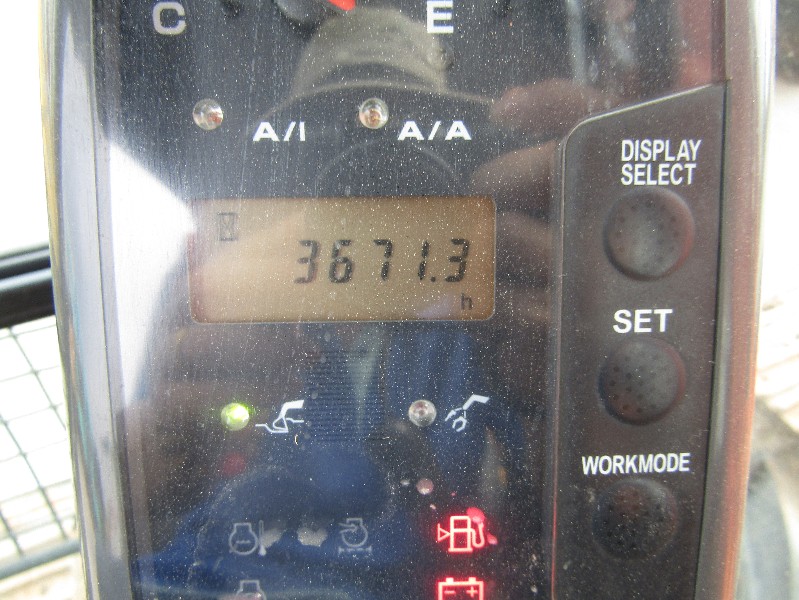 C E
A/I A/A
DISPLAY
SELECT
3671.3
h
SET
WORKMODE